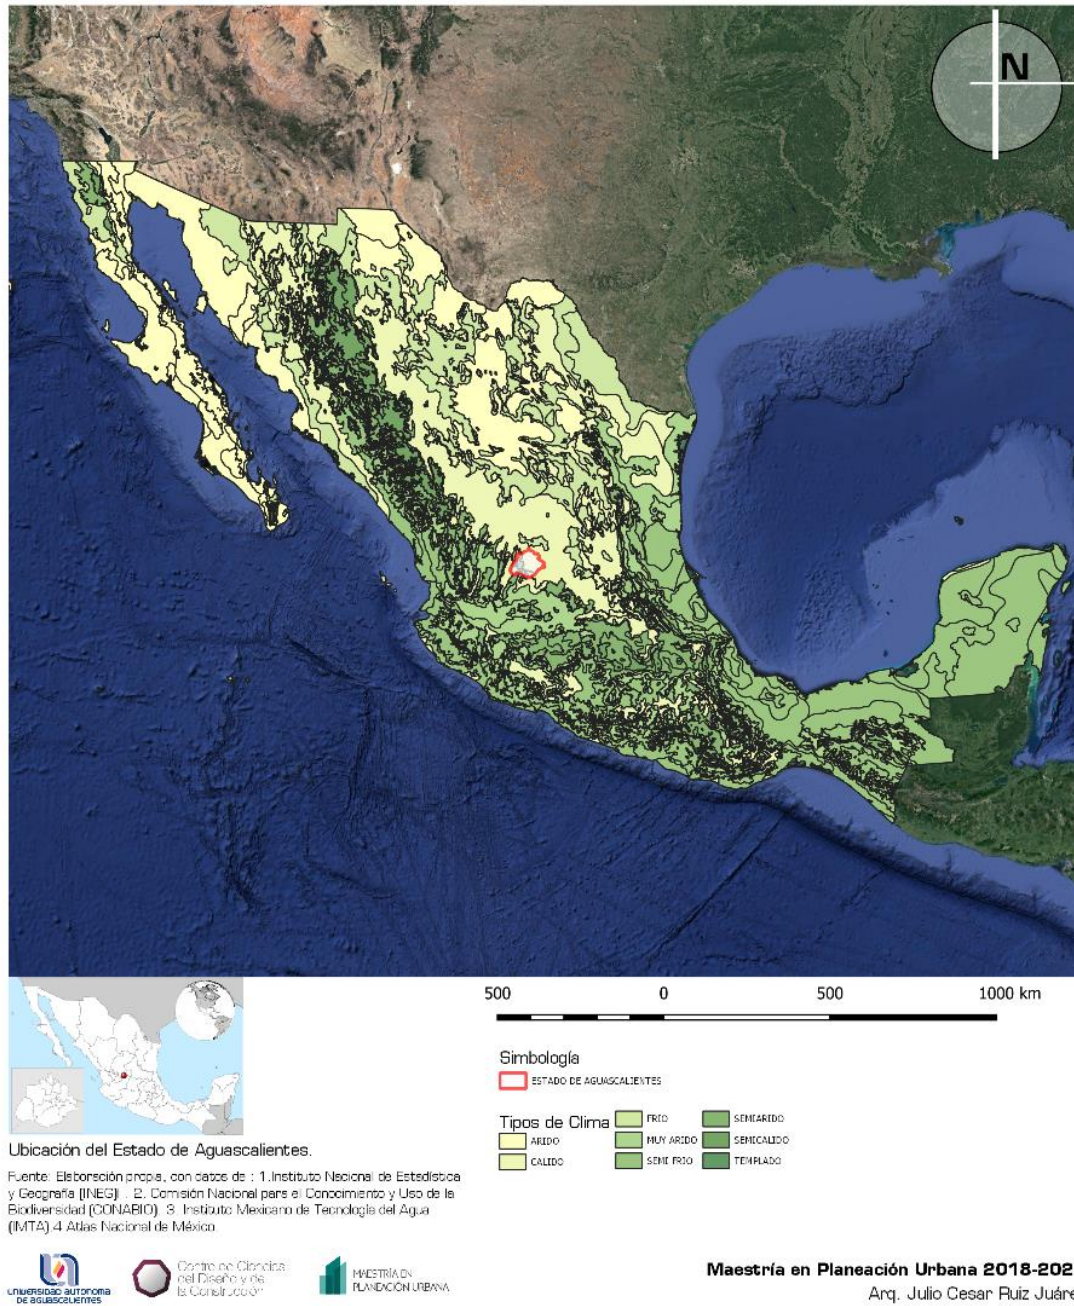 N
500 0 500 1000 km
Simbología
ESTADO DE AGUASCALIENTES
Tipos de Clima
ARIDO
CALIDO
FRIO
MUY ARIDO
SEMI FRIO
SEMIARIDO
SEMICALIDO
TEMPLADO
Ubicación del Estado de Aguascalientes.
Fuente: Elaboración propia, con datos de : 1.Instituto Nacional de Estadística
y Geografía (INEGI) . 2. Comisión Nacional para el Conocimiento y Uso de la
Biodiversidad (CONABIO). 3. Instituto Mexicano de Tecnología del Agua
(IMTA).4 Atlas Nacional de México.
UNIVERSIDAD AUTONOMA
DE AGUASCALIENTES
Centro de Ciencias
del Diseño y de
la Construcción
MAESTRÍA EN
PLANEACIÓN URBANA
Maestría en Planeación Urbana 2018-202
Arq. Julio Cesar Ruiz Juáre